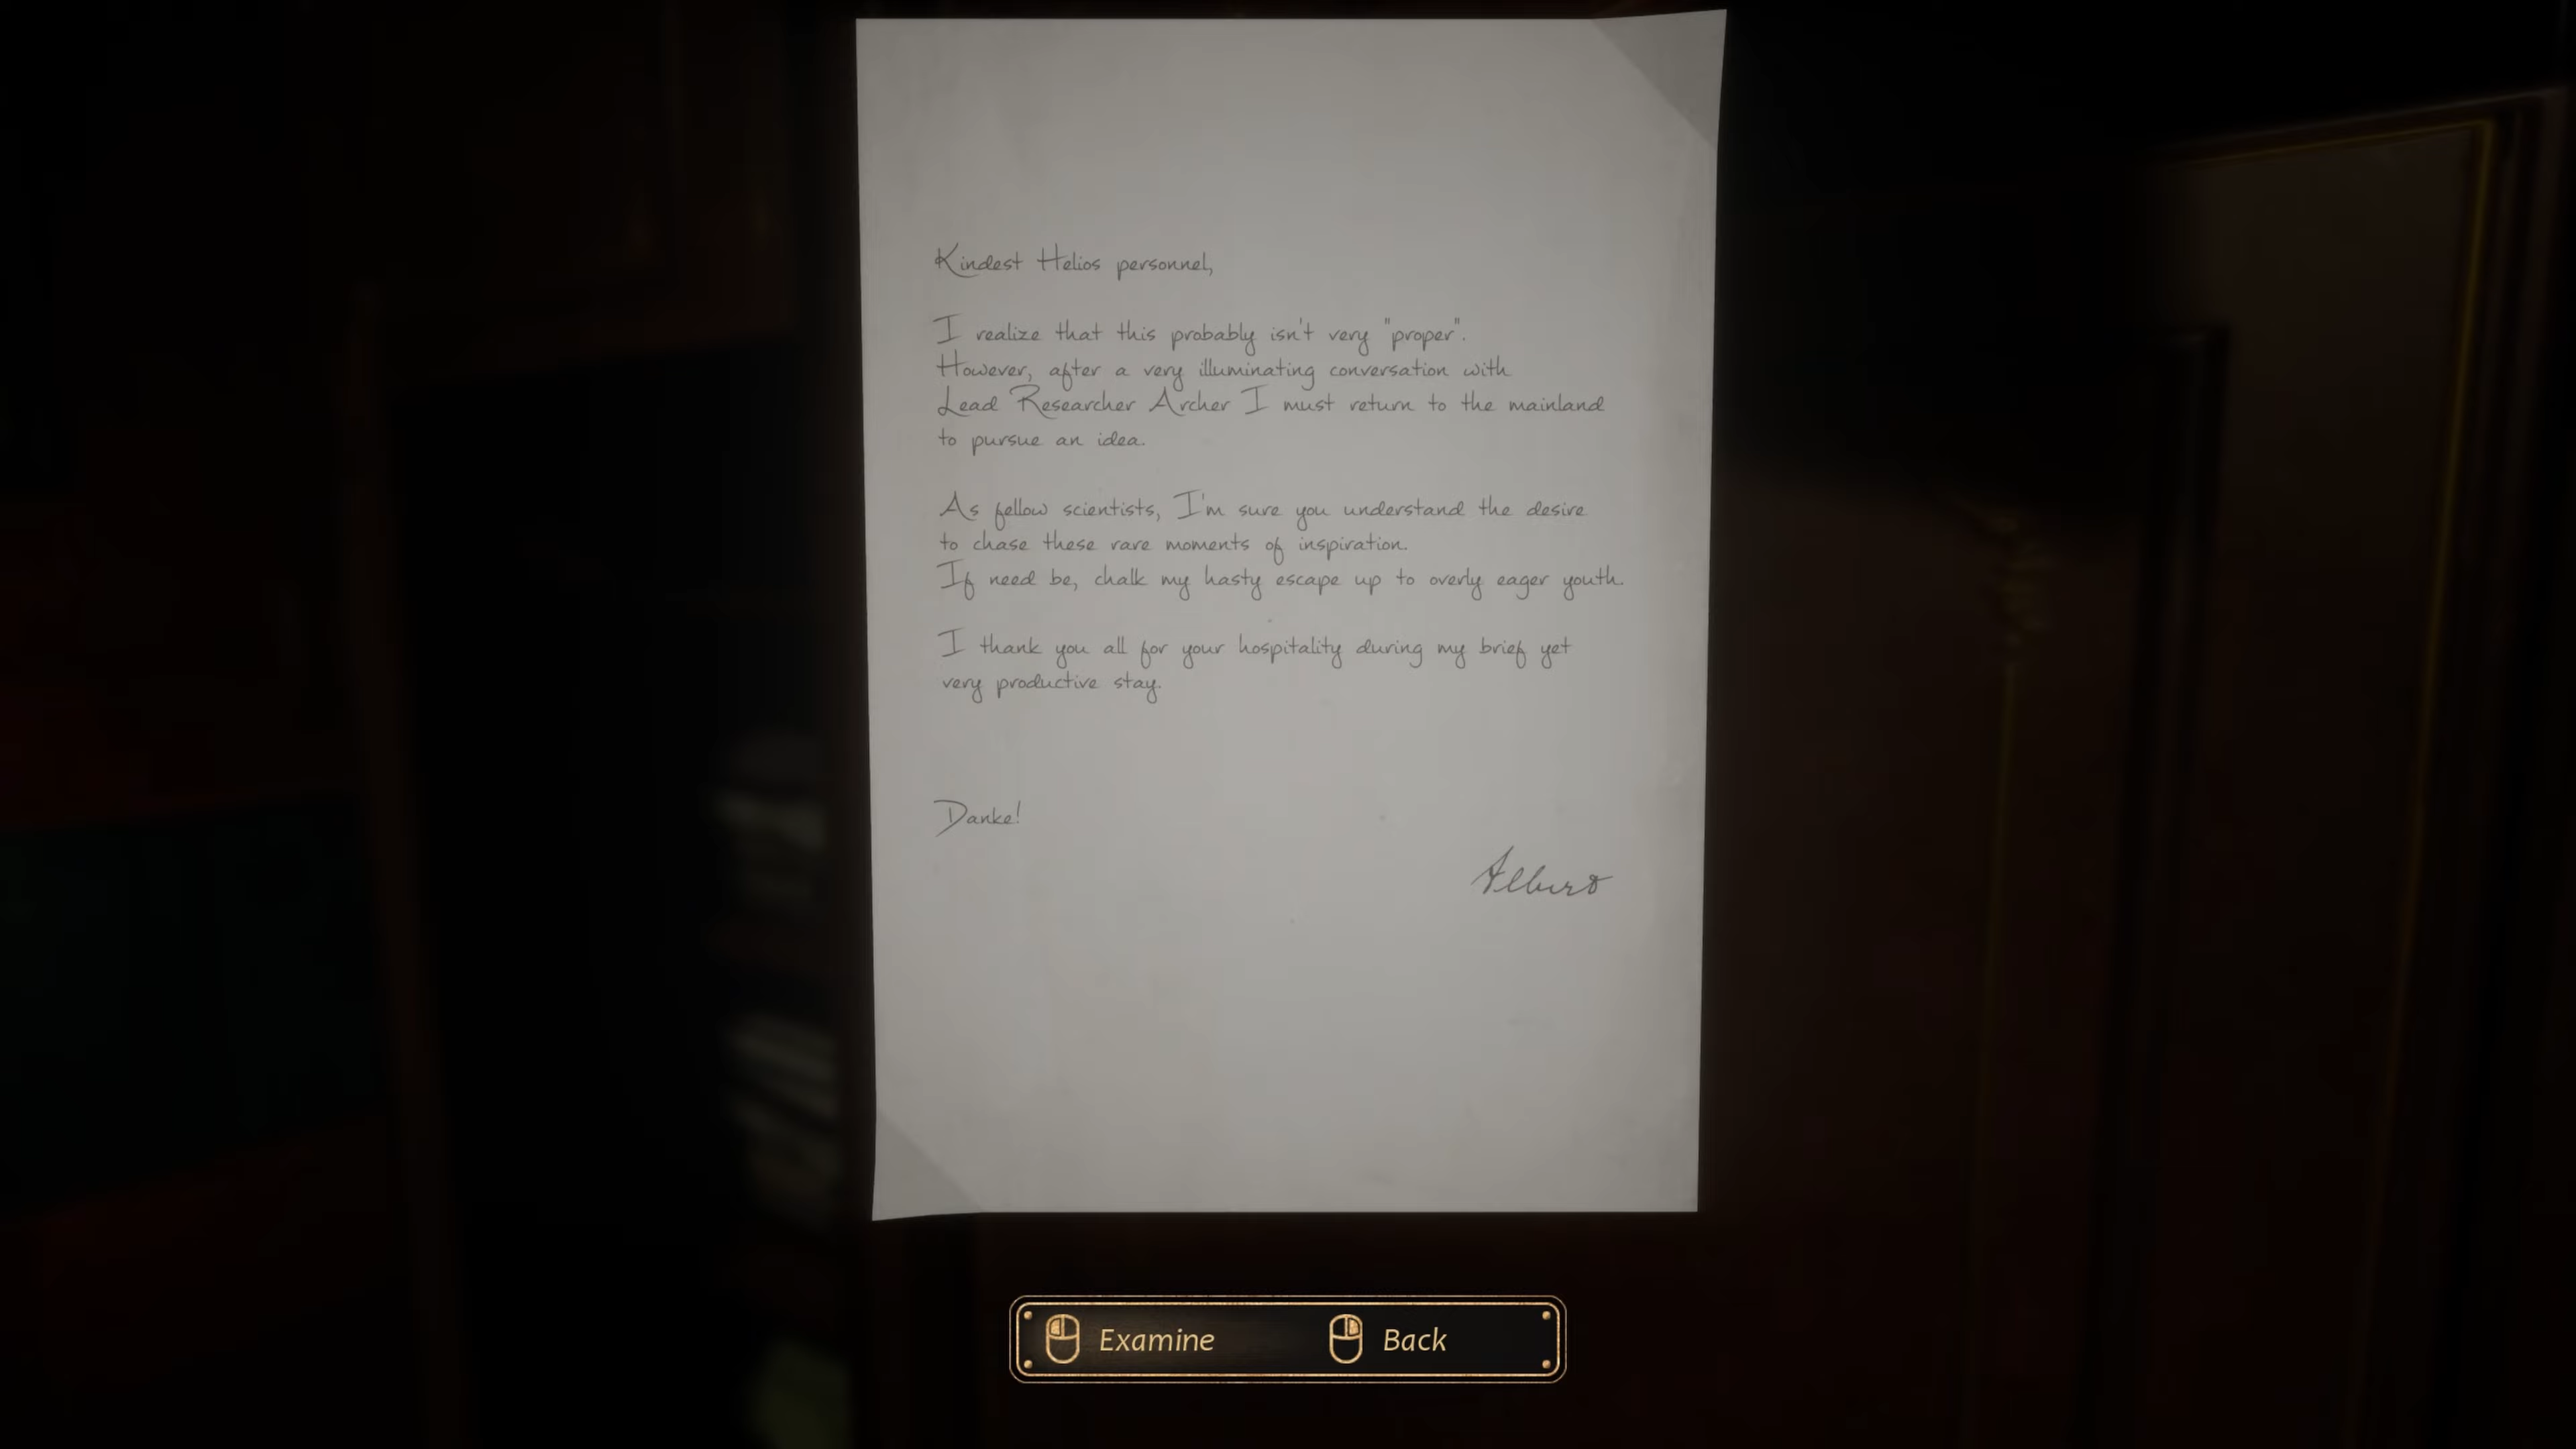 Kindest Helios personnel,
I realize that this probably isn't very "proper".
However, after a very illuminating conversation with
Lead Researcher Archer I must return to the mainland
to pursue an idea.
As fellow scientists, I'm sure you understand the desire
to chase these rare moments of inspiration.
If need be, chalk my hasty escape up to overly eager youth.
I thank you all for your hospitality during my brief yet
very productive stay.
Danke!
Albert
Examine Back